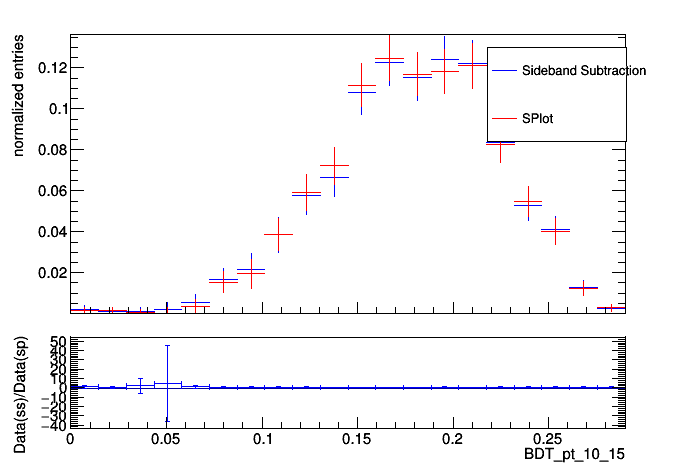 normalized entries
0.12
0.1
0.08
0.06
0.04
0.02
Sideband Subtraction
SPlot
Data(ss)/Data(sp)
50
40
30
20
10
0
−10
−20
−30
−40
0 0.05 0.1 0.15 0.2 0.25
BDT_pt_10_15